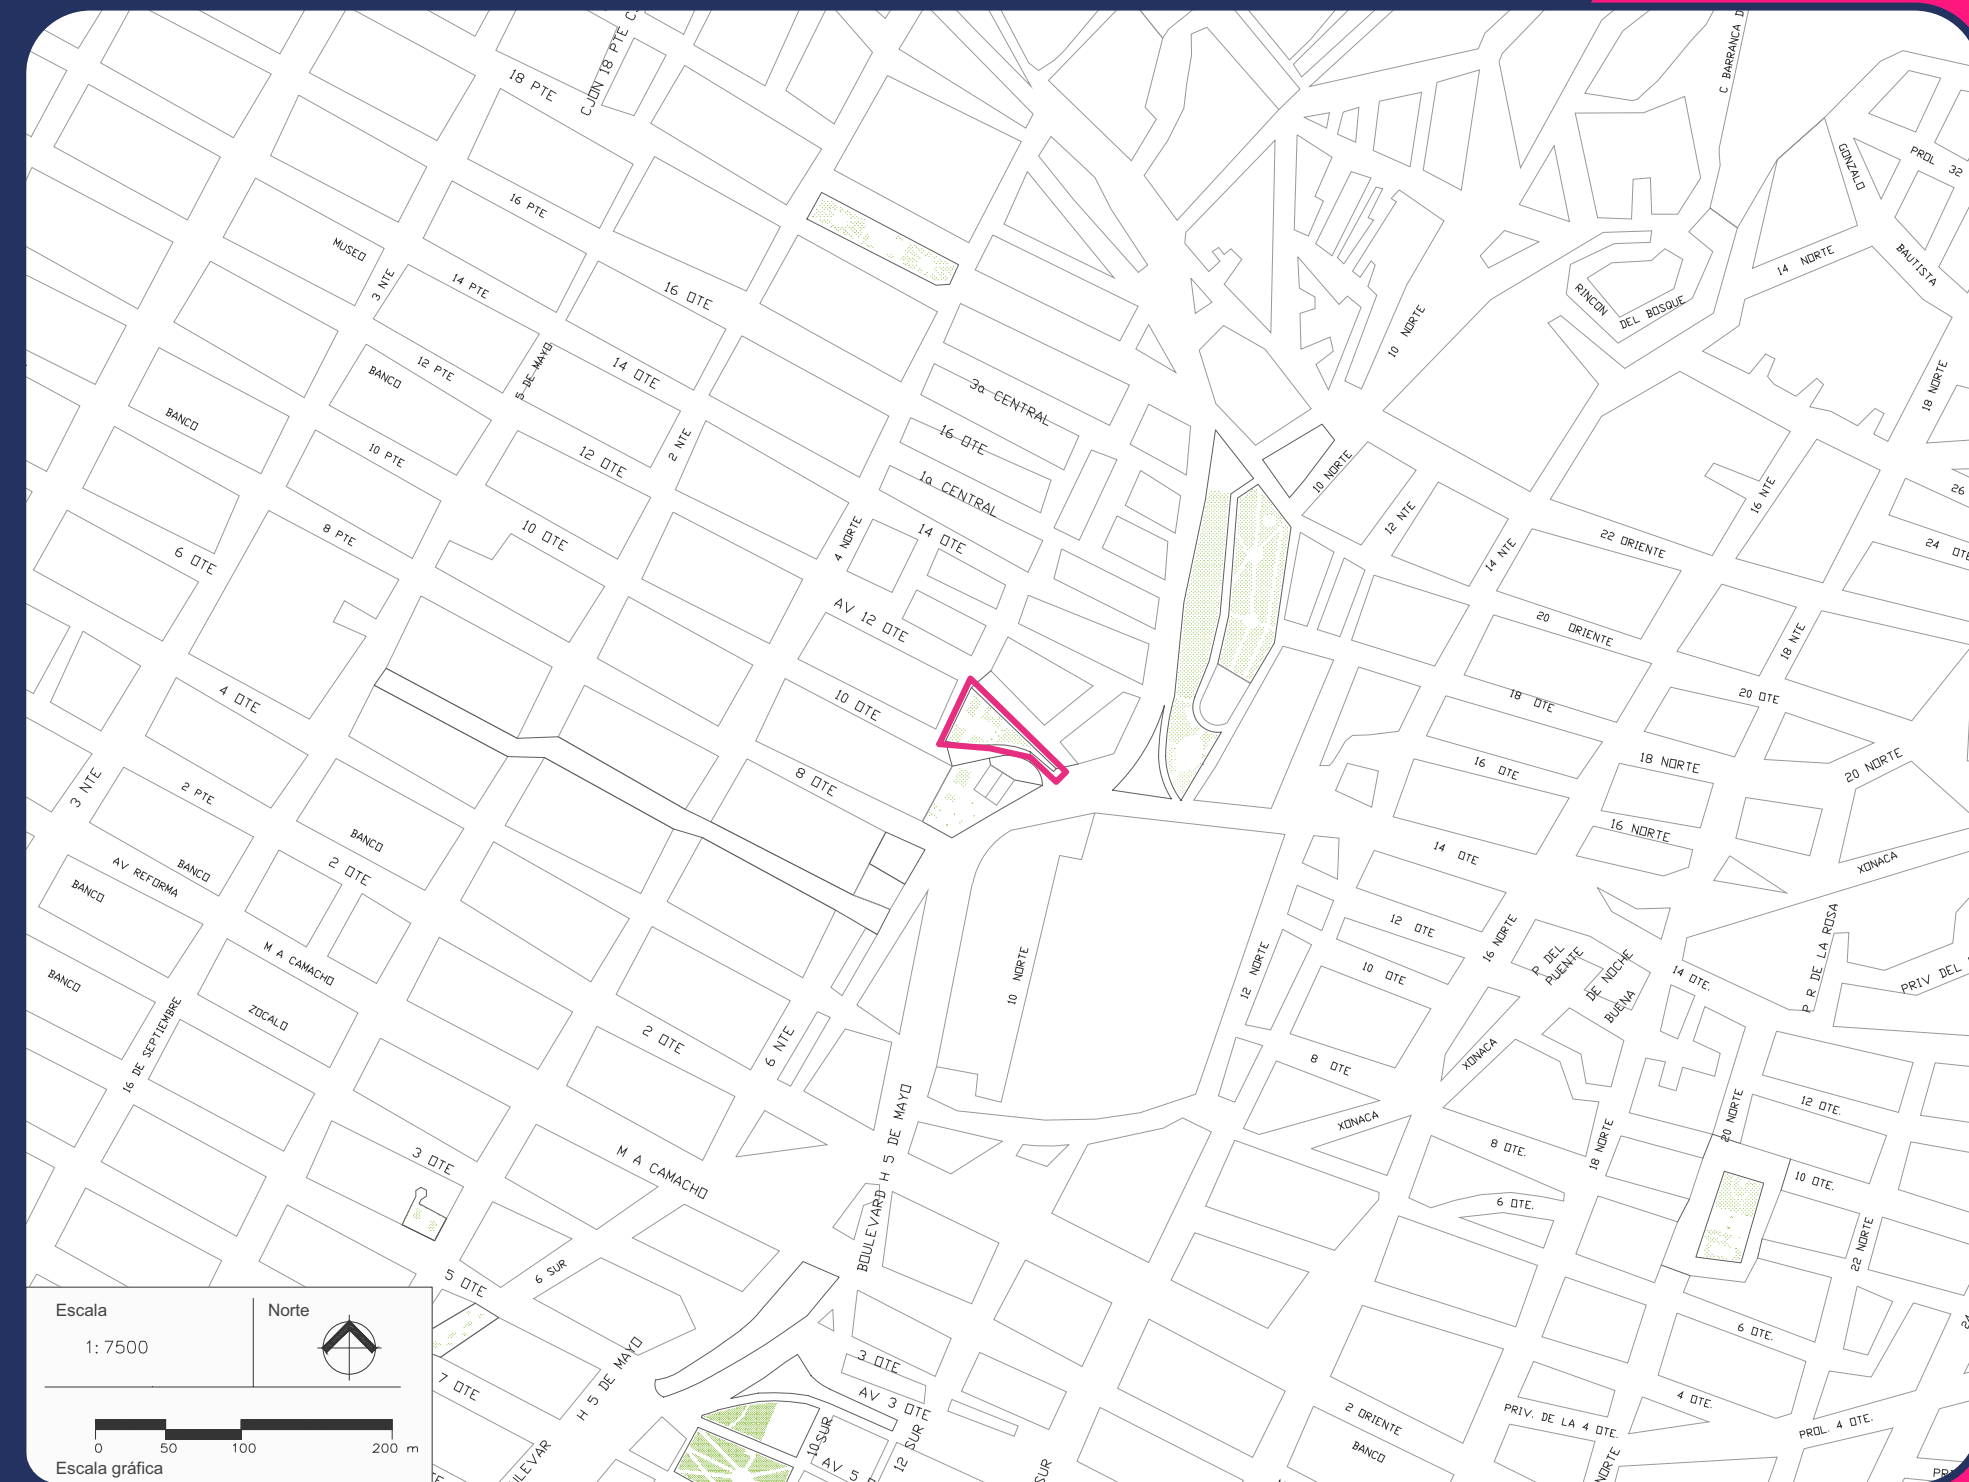 C BARRANCA D
CJON 18 PTE C
18 PTE
GONZALO
PROL 32
16 PTE
MUSEO
14 NORTE
BAUTISTA
3 NTE
14 PTE
16 OTE
RINCON
DEL BOSQUE
10 NORTE
12 PTE
5 DE MAYO
14 OTE
BANCO
3a CENTRAL
18 NORTE
BANCO
10 PTE
12 OTE
2 NTE
16 OTE
10 NORTE
1a CENTRAL
16 NTE
26
8 PTE
10 OTE
4 NORTE
14 OTE
12 NTE
14 NTE
22 ORIENTE
24 OTE
6 OTE
AV 12 OTE
20 ORIENTE
18 NTE
4 OTE
10 OTE
18 OTE
20 OTE
3 NTE
2 PTE
8 OTE
16 OTE
18 NORTE
20 NORTE
BANCO
2 OTE
14 OTE
16 NORTE
XONACA
AV REFORMA
BANCO
BANCO
12 OTE
16 NORTE
P R DE LA ROSA
M A CAMACHO
10 NORTE
12 NORTE
10 OTE
P. DEL
PUENTE
DE NOCHE
BUENA
14 OTE.
PRIV DEL
BANCO
ZOCALO
16 DE SEPTIEMBRE
2 OTE
6 NTE
8 OTE
XONACA
XONACA
20 NORTE
12 OTE.
3 OTE
M A CAMACHO
BOULEVARD H 5 DE MAYO
8 OTE.
18 NORTE
10 OTE.
6 OTE.
22 NORTE
5 OTE
6 SUR
6 OTE.
H 5 DE MAYO
7 OTE
3 OTE
AV 3 OTE
4 OTE.
2 ORIENTE
PRIV. DE LA 4 OTE.
PROL. 4 OTE.
BANCO
10 SUR
12 SUR
AV 5
SUR
NORTE
Escala
Norte
1:7500
0 50 100 200 m
Escala gráfica